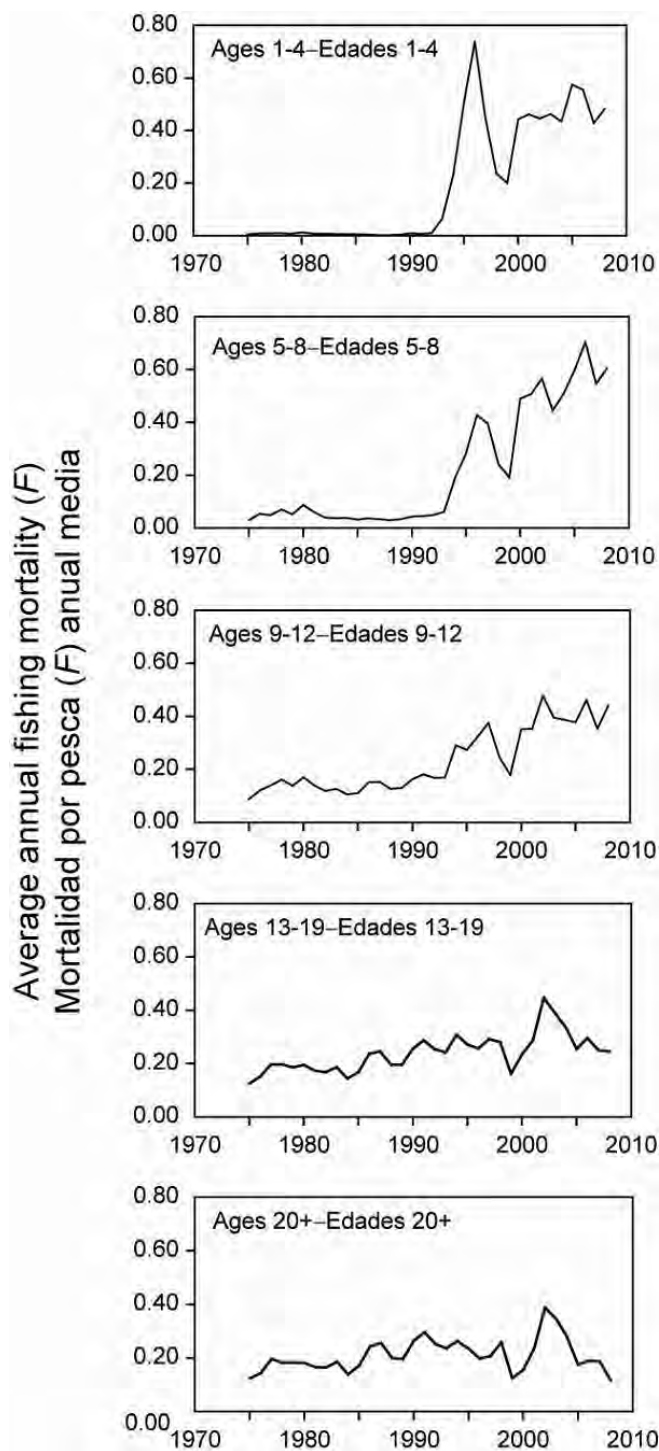 Average annual fishing mortality (F)
Mortalidad por pesca (F) anual media
0.80
Ages 1-4–Edades 1-4
0.60
0.40
0.20
0.00
1970 1980 1990 2000 2010
0.80
Ages 5-8–Edades 5-8
0.60
0.40
0.20
0.00
1970 1980 1990 2000 2010
0.80
Ages 9-12–Edades 9-12
0.60
0.40
0.20
0.00
1970 1980 1990 2000 2010
0.80
Ages 13-19–Edades 13-19
0.60
0.40
0.20
0.00
1970 1980 1990 2000 2010
0.80
Ages 20+–Edades 20+
0.60
0.40
0.20
0.00
1970 1980 1990 2000 2010